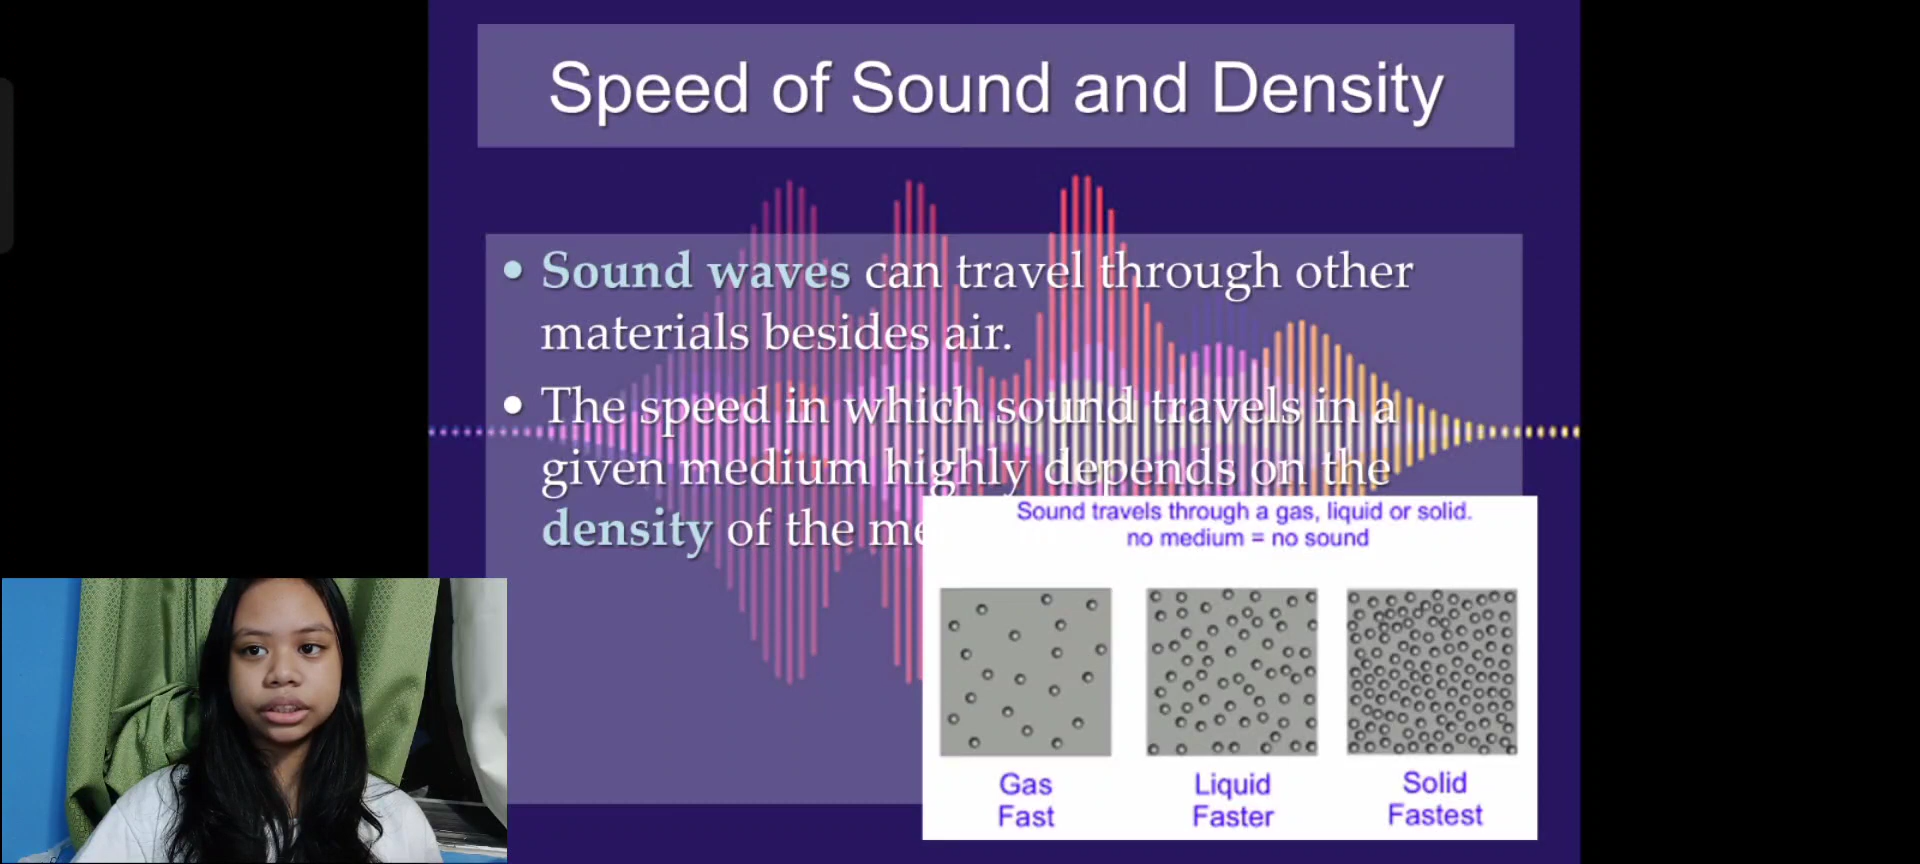 Speed of Sound and Density
• Sound waves can travel through other
materials besides air.
• The speed in which sound travels in a
given medium highly depends on the
density of the me
Sound travels through a gas, liquid or solid.
no medium = no sound
Gas
Fast
Liquid
Faster
Solid
Fastest